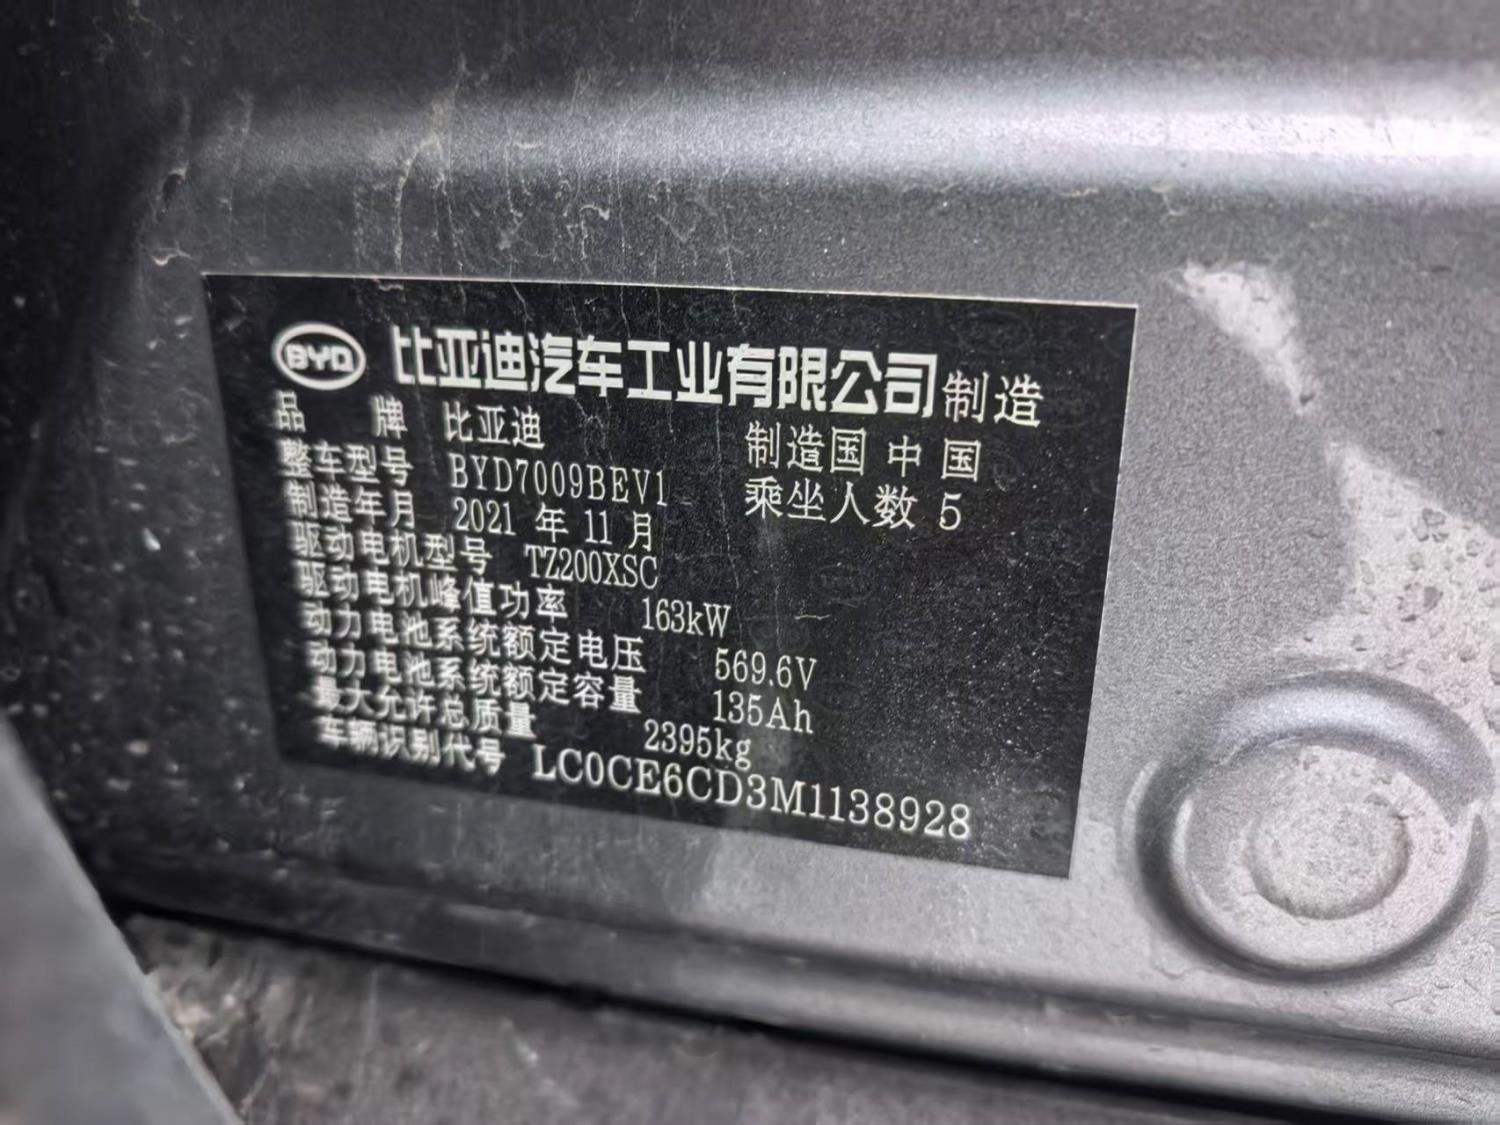 BYD 比亚迪汽车工业有限公司制造
品牌 比亚迪 制造国 中国
整车型号 BYD7009BEV1 乘坐人数 5
制造年月 2021 年 11 月
驱动电机型号 TZ200XSC
驱动电机峰值功率 163kW
动力电池系统额定电压 569.6V
动力电池系统额定容量 135Ah
最大允许总质量 2395kg
车辆识别代号 LC0CE6CD3M1138928